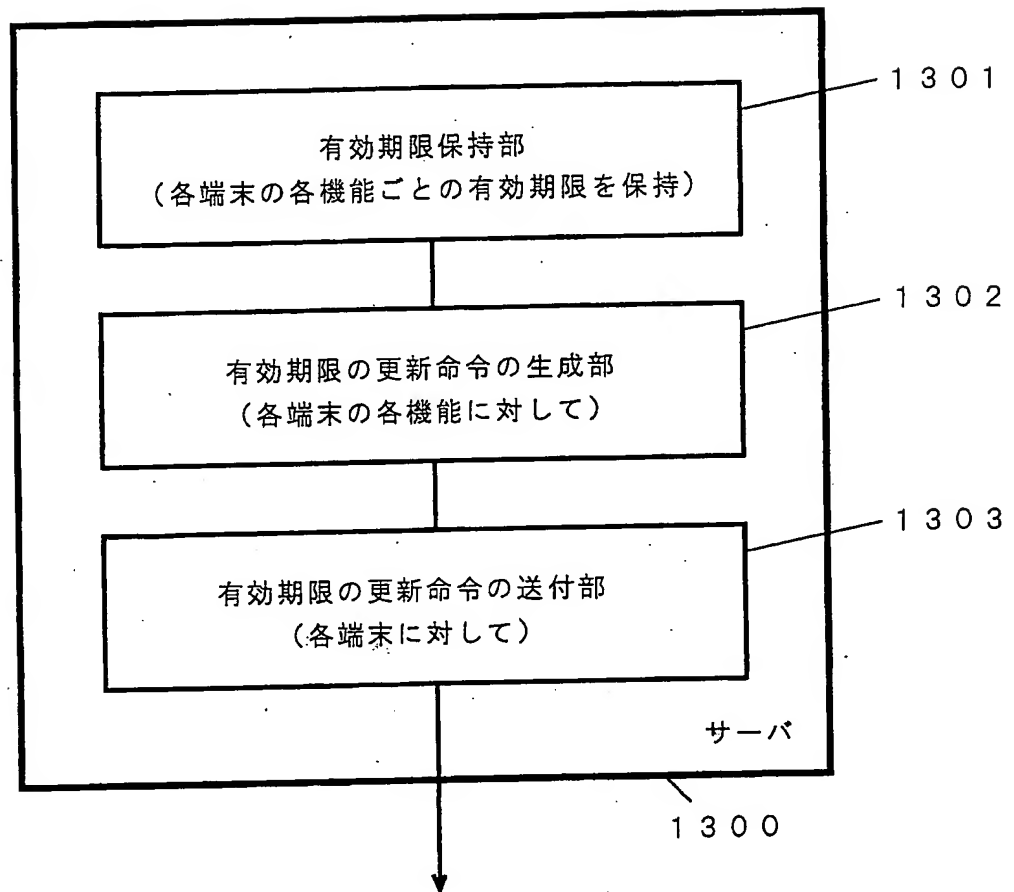 有効期限保持部
（各端末の各機能ごとの有効期限を保持）
1301
有効期限の更新命令の生成部
（各端末の各機能に対して）
1302
有効期限の更新命令の送付部
（各端末に対して）
1303
サーバ
1300